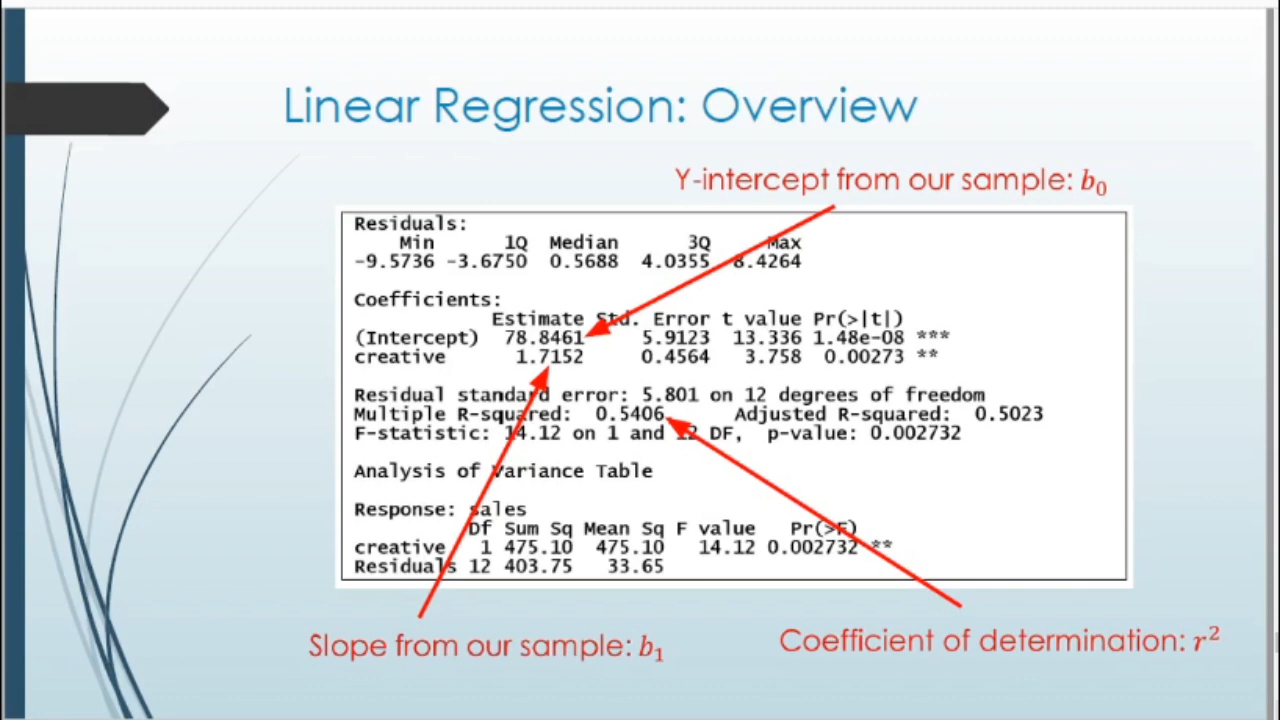 Linear Regression: Overview
Y-intercept from our sample: b₀
Residuals:
Min 1Q Median 3Q Max
-9.5736 -3.6750 0.5688 4.0355 8.4264
Coefficients:
Estimate Std. Error t value Pr(>|t|)
(Intercept) 78.8461 5.9123 13.336 1.48e-08 ***
creative 1.7152 0.4564 3.758 0.00273 **
Residual standard error: 5.801 on 12 degrees of freedom
Multiple R-squared: 0.5406 Adjusted R-squared: 0.5023
F-statistic: 14.12 on 1 and 12 DF, p-value: 0.002732
Analysis of Variance Table
Response: sales
Df Sum Sq Mean Sq F value Pr(>F)
creative 1 475.10 475.10 14.12 0.002732 **
Residuals 12 403.75 33.65
Slope from our sample: b₁
Coefficient of determination: r²